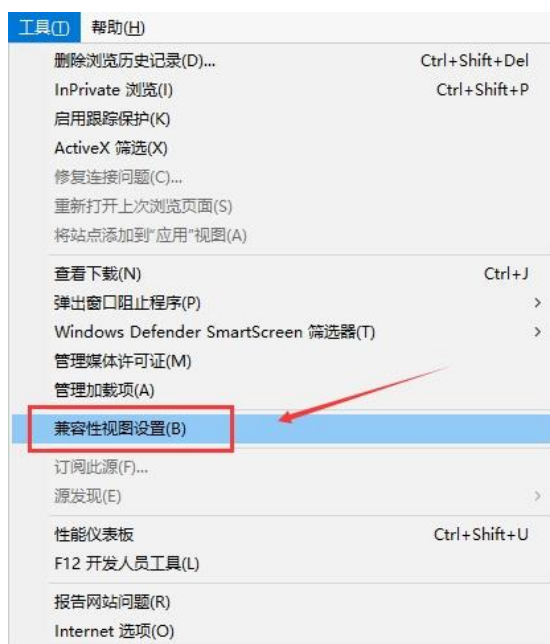 工具(T) 帮助(H)
删除浏览历史记录(D)... Ctrl+Shift+Del
InPrivate 浏览(I) Ctrl+Shift+P
启用跟踪保护(K)
ActiveX 筛选(X)
修复连接问题(C)...
重新打开上次浏览页面(S)
将站点添加到“应用”视图(A)
查看下载(N) Ctrl+J
弹出窗口阻止程序(P)
Windows Defender SmartScreen 筛选器(T)
管理媒体许可证(M)
管理加载项(A)
兼容性视图设置(B)
订阅此源(F)...
源发现(E)
性能仪表板 Ctrl+Shift+U
F12 开发人员工具(L)
报告网站问题(R)
Internet 选项(O)